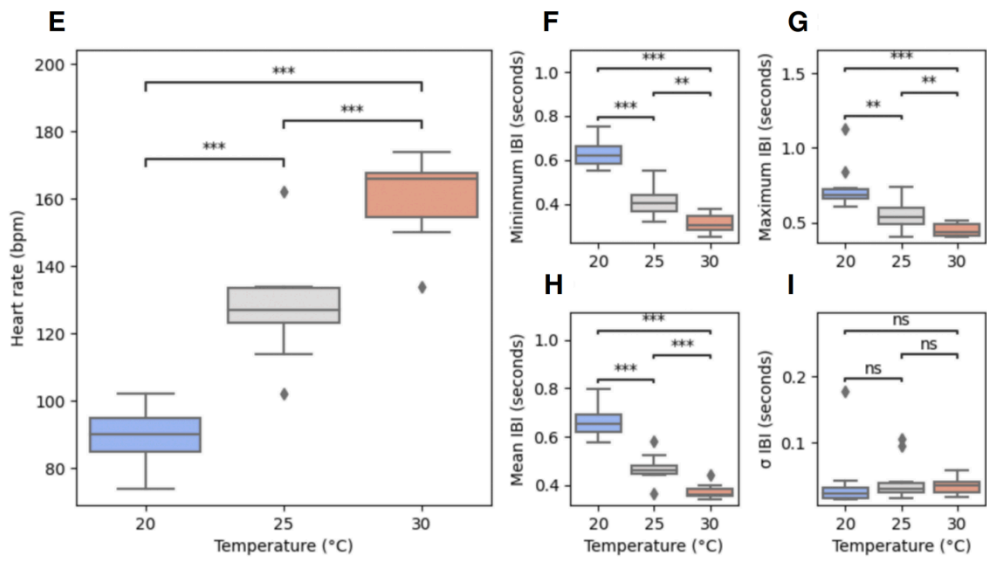 E
Heart rate (bpm)
200
180
160
140
120
100
80
***
***
***
20
25
30
Temperature (°C)
F
Mininmum IBI (seconds)
1.0
0.8
0.6
0.4
***
**
***
20
25
30
G
Maximum IBI (seconds)
1.5
1.0
0.5
***
**
**
20
25
30
H
Mean IBI (seconds)
1.0
0.8
0.6
0.4
***
***
***
20
25
30
Temperature (°C)
I
σ IBI (seconds)
0.2
0.1
ns
ns
ns
20
25
30
Temperature (°C)